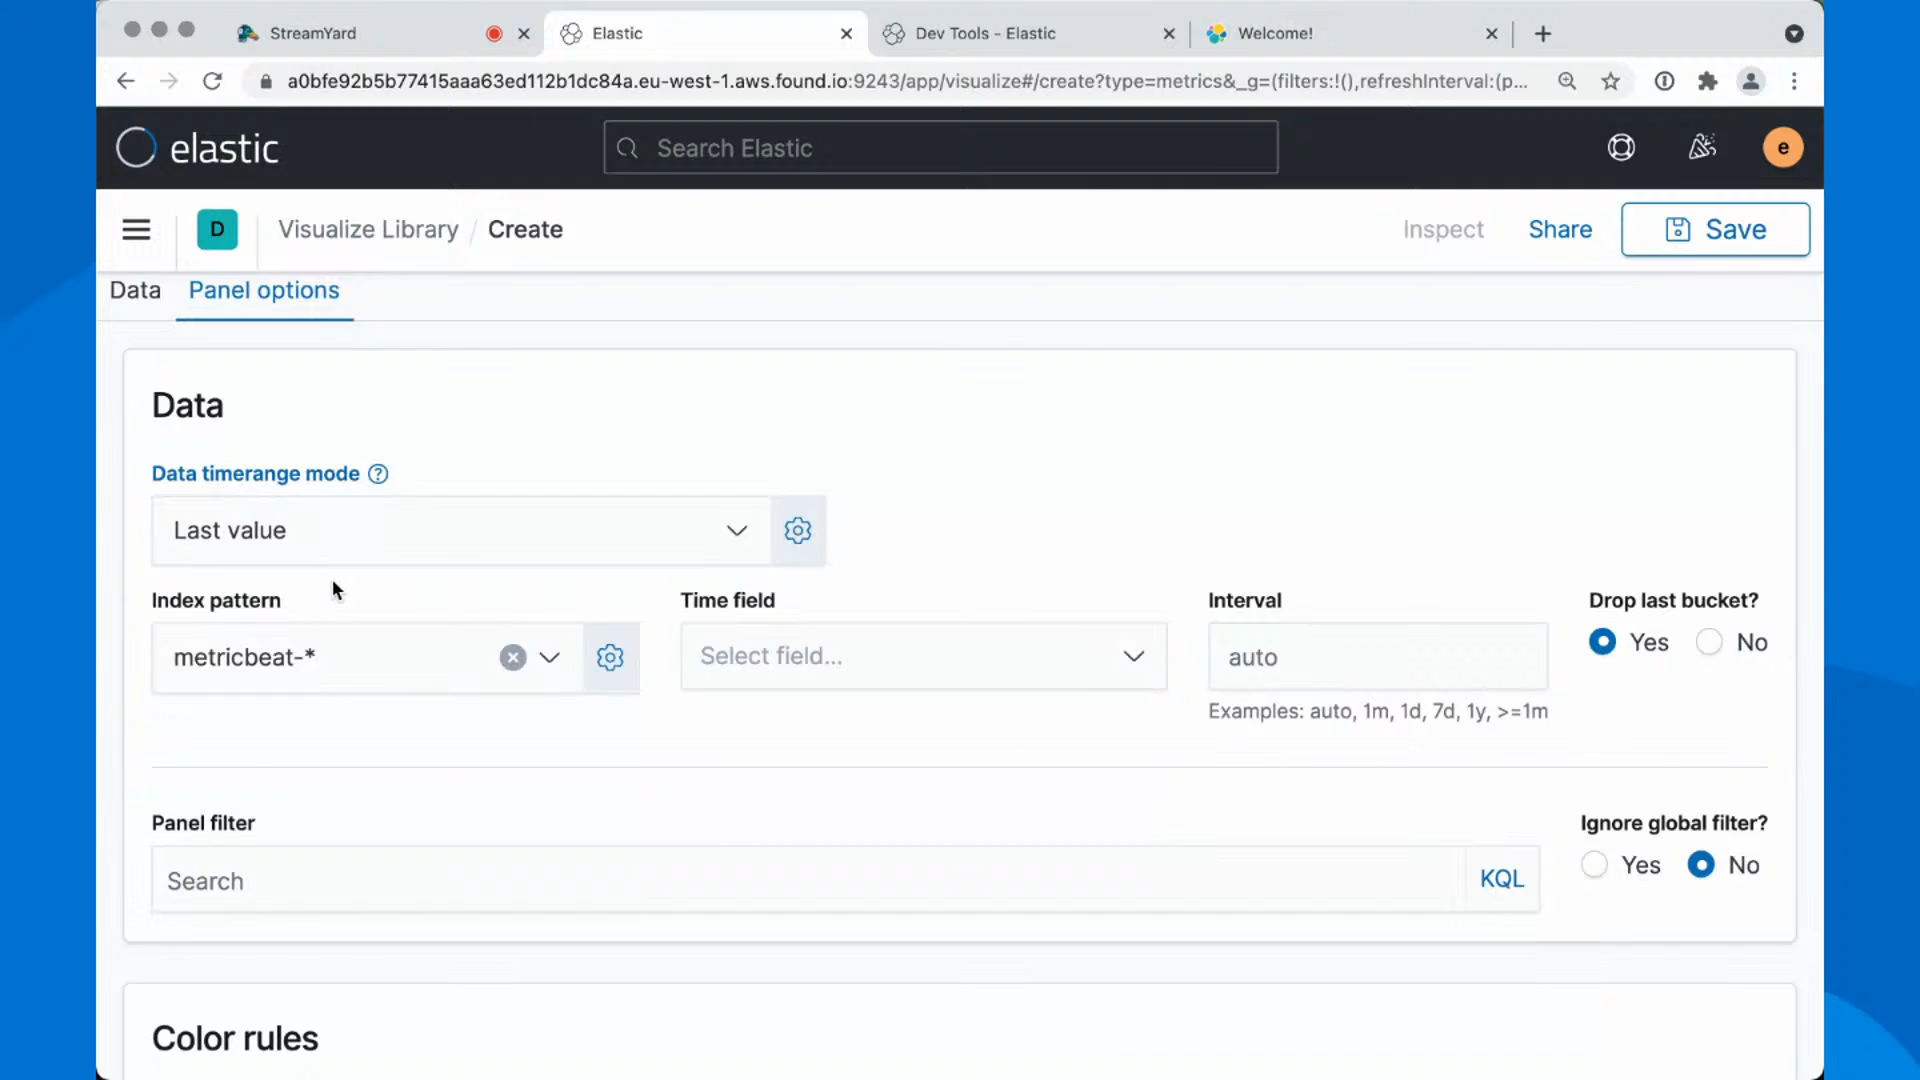 StreamYard
Elastic
Dev Tools - Elastic
Welcome!
a0bfe92b5b77415aaa63ed112b1dc84a.eu-west-1.aws.found.io:9243/app/visualize#/create?type=metrics&_g=(filters:!(),refreshInterval:(p...
elastic
Search Elastic
e
D
Visualize Library / Create
Inspect
Share
Save
Data
Panel options
Data
Data timerange mode ?
Last value
Index pattern
Time field
Interval
Drop last bucket?
metricbeat-*
Select field...
auto
Yes
No
Examples: auto, 1m, 1d, 7d, 1y, >=1m
Panel filter
Ignore global filter?
Search
KQL
Yes
No
Color rules